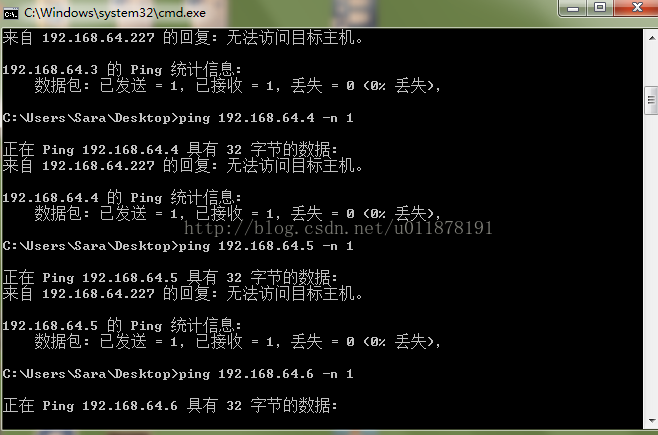 C:\Windows\system32\cmd.exe
来自 192.168.64.227 的回复: 无法访问目标主机。
192.168.64.3 的 Ping 统计信息:
数据包: 已发送 = 1, 已接收 = 1, 丢失 = 0 (0% 丢失),
C:\Users\Sara\Desktop>ping 192.168.64.4 -n 1
正在 Ping 192.168.64.4 具有 32 字节的数据:
来自 192.168.64.227 的回复: 无法访问目标主机。
192.168.64.4 的 Ping 统计信息:
数据包: 已发送 = 1, 已接收 = 1, 丢失 = 0 (0% 丢失),
http://blog.csdn.net/u011878191
C:\Users\Sara\Desktop>ping 192.168.64.5 -n 1
正在 Ping 192.168.64.5 具有 32 字节的数据:
来自 192.168.64.227 的回复: 无法访问目标主机。
192.168.64.5 的 Ping 统计信息:
数据包: 已发送 = 1, 已接收 = 1, 丢失 = 0 (0% 丢失),
C:\Users\Sara\Desktop>ping 192.168.64.6 -n 1
正在 Ping 192.168.64.6 具有 32 字节的数据: